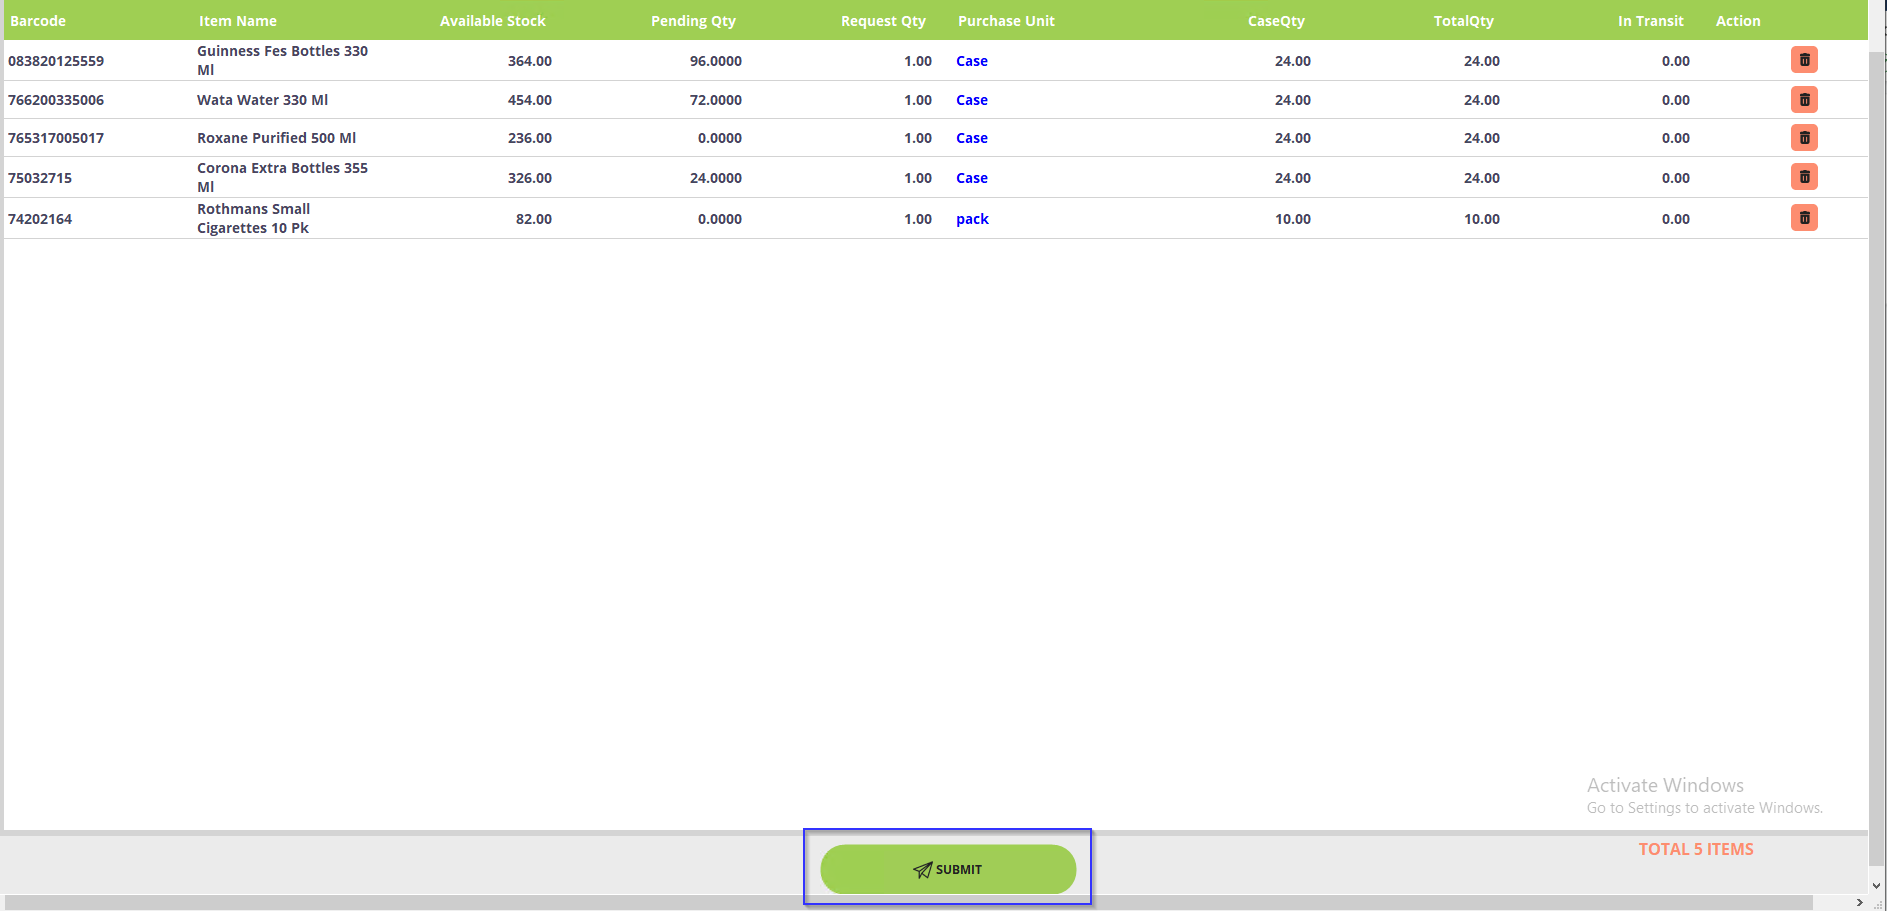 Barcode Item Name Available Stock Pending Qty Request Qty Purchase Unit CaseQty TotalQty In Transit Action
083820125559 Guinness Fes Bottles 330 Ml 364.00 96.0000 1.00 Case 24.00 24.00 0.00
766200335006 Wata Water 330 Ml 454.00 72.0000 1.00 Case 24.00 24.00 0.00
765317005017 Roxane Purified 500 Ml 236.00 0.0000 1.00 Case 24.00 24.00 0.00
75032715 Corona Extra Bottles 355 Ml 326.00 24.0000 1.00 Case 24.00 24.00 0.00
74202164 Rothmans Small Cigarettes 10 Pk 82.00 0.0000 1.00 pack 10.00 10.00 0.00
Activate Windows
Go to Settings to activate Windows.
TOTAL 5 ITEMS
SUBMIT